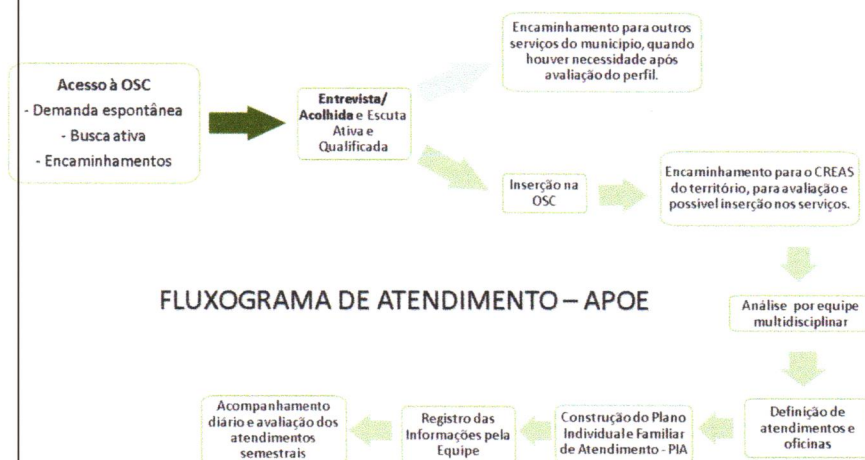 Acesso à OSC
- Demanda espontânea
- Busca ativa
- Encaminhamentos
Entrevista/
Acolhida e Escuta
Ativa e
Qualificada
Encaminhamento para outros
serviços do municipio, quando
houver necessidade após
avaliação do perfil.
Inserção na
OSC
Encaminhamento para o CREAS
do território, para avaliação e
possivel inserção nos serviços.
FLUXOGRAMA DE ATENDIMENTO – APOE
Análise por equipe
multidisciplinar
Definição de
atendimentos e
oficinas
Construção do Plano
Individual e Familiar
de Atendimento - PIA
Registro das
Informações pela
Equipe
Acompanhamento
diário e avaliação dos
atendimentos
semestrais